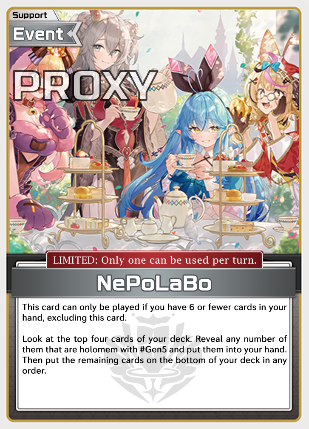 Support
Event
PROXY
LIMITED: Only one can be used per turn.
NePoLaBo
This card can only be played if you have 6 or fewer cards in your
hand, excluding this card.
Look at the top four cards of your deck. Reveal any number of
them that are holomem with #Gen5 and put them into your hand.
Then put the remaining cards on the bottom of your deck in any
order.